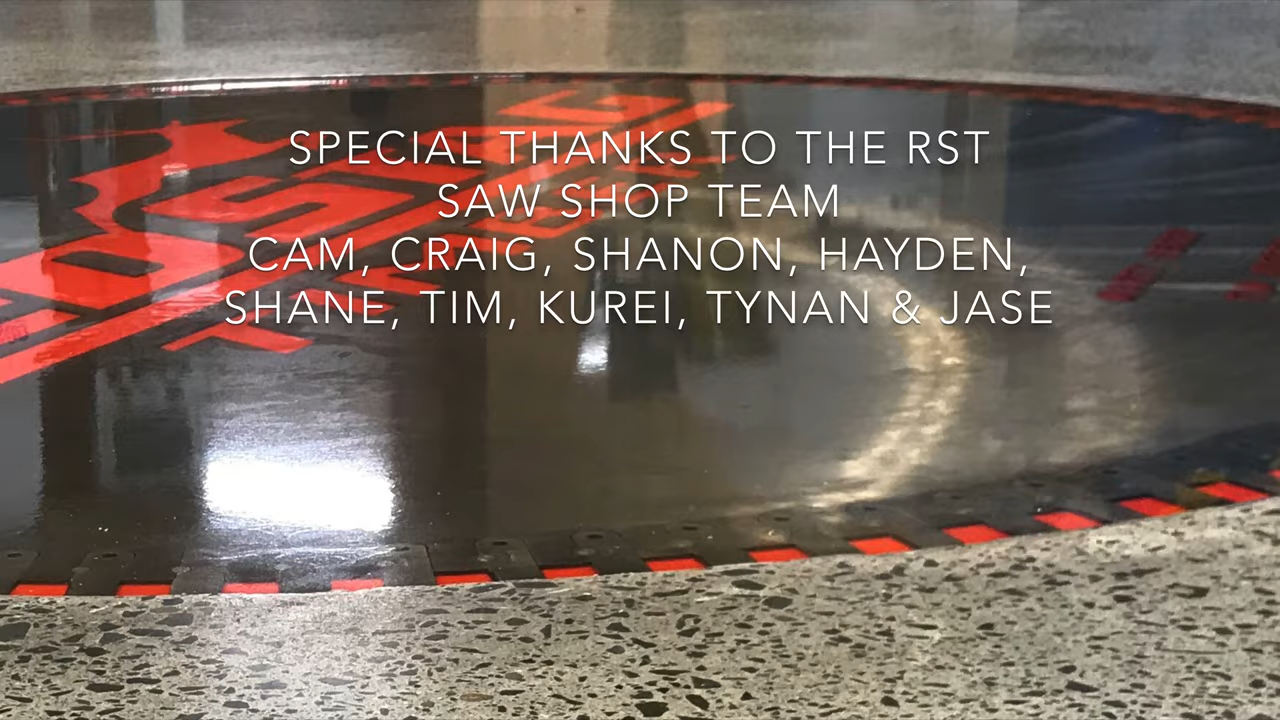 SPECIAL THANKS TO THE RST
SAW SHOP TEAM
CAM, CRAIG, SHANON, HAYDEN,
SHANE, TIM, KUREI, TYNAN & JASE